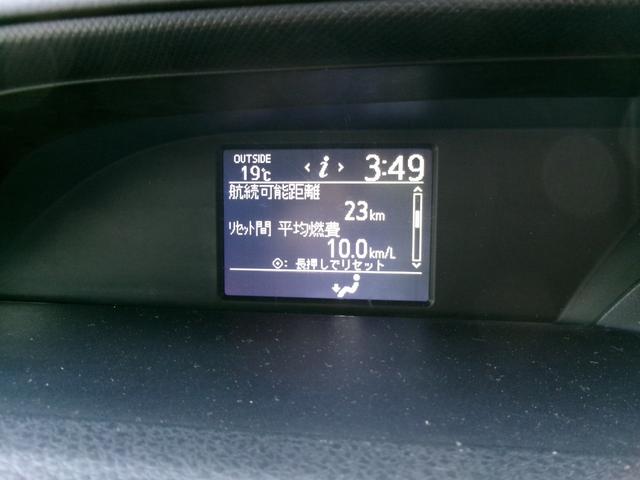 OUTSIDE
19℃ < i > 3:49
航続可能距離
23km
リセット間 平均燃費
10.0km/L
: 長押しでリセット